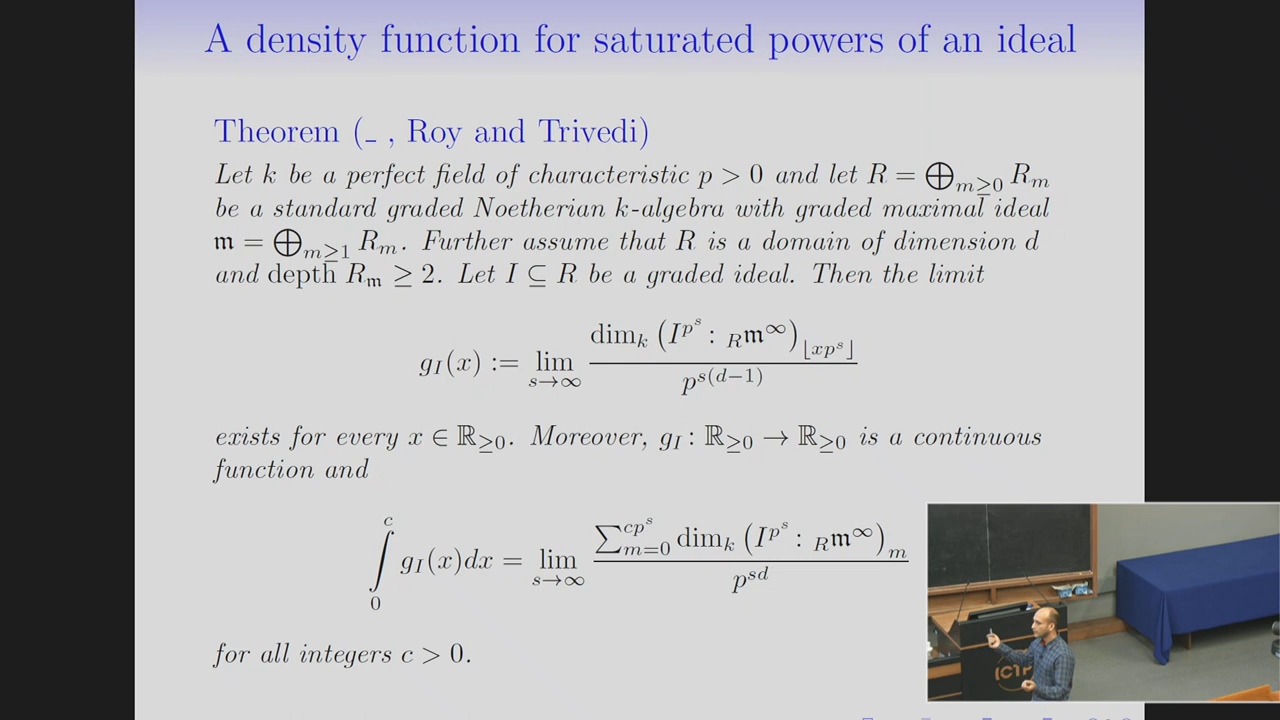 A density function for saturated powers of an ideal
Theorem (_ , Roy and Trivedi)
Let k be a perfect field of characteristic p > 0 and let R = ⨁_{m≥0} R_m
be a standard graded Noetherian k-algebra with graded maximal ideal
𝔪 = ⨁_{m≥1} R_m. Further assume that R is a domain of dimension d
and depth R_𝔪 ≥ 2. Let I ⊆ R be a graded ideal. Then the limit
g_I(x) := lim_{s→∞} dim_k (I^{p^s} : _R 𝔪^∞)_{⌊xp^s⌋} / p^{s(d−1)}
exists for every x ∈ ℝ_{≥0}. Moreover, g_I : ℝ_{≥0} → ℝ_{≥0} is a continuous
function and
∫_0^c g_I(x)dx = lim_{s→∞} ∑_{m=0}^{cp^s} dim_k (I^{p^s} : _R 𝔪^∞)_m / p^{sd}
for all integers c > 0.
ICTP